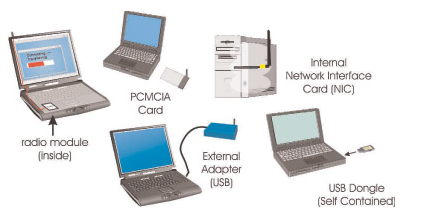 radio module
(inside)
PCMCIA
Card
Internal
Network Interface
Card (NIC)
External
Adapter
(USB)
USB Dongle
(Self Contained)